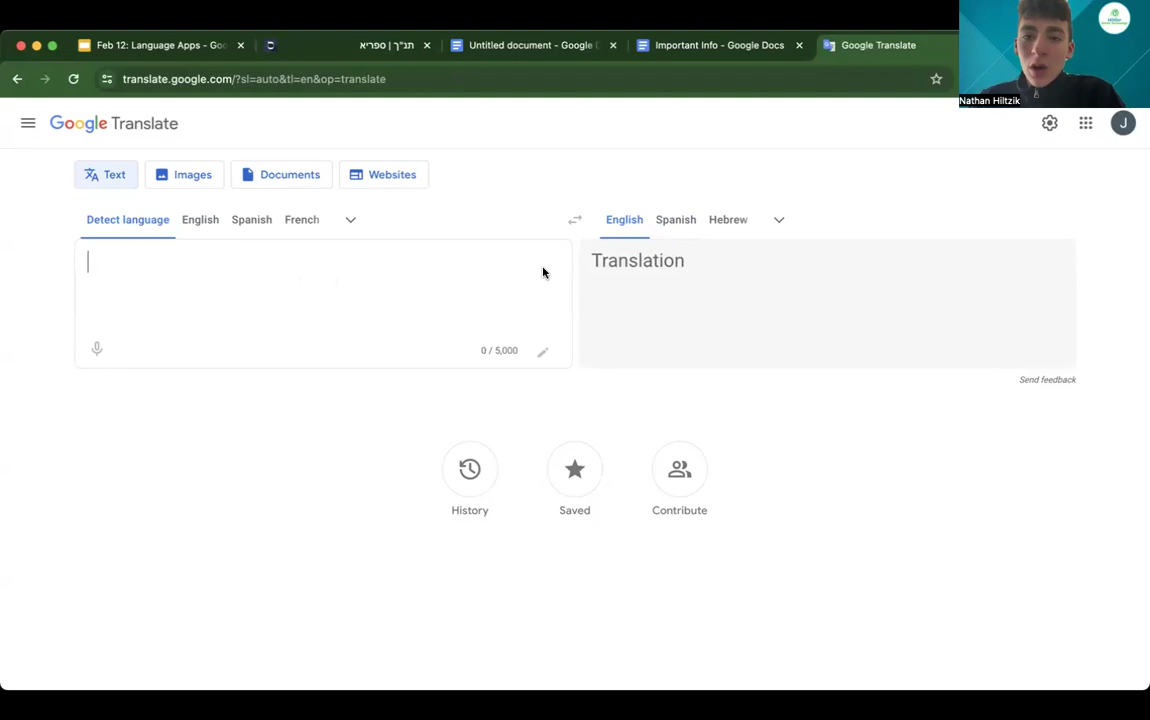 Feb 12: Language Apps - Goo
תנ"ך | ספריא
Untitled document - Google D
Important Info - Google Docs
Google Translate
translate.google.com/?sl=auto&tl=en&op=translate
Nathan Hiltzik
Google Translate
J
Text
Images
Documents
Websites
Detect language
English
Spanish
French
English
Spanish
Hebrew
Translation
0 / 5,000
Send feedback
History
Saved
Contribute